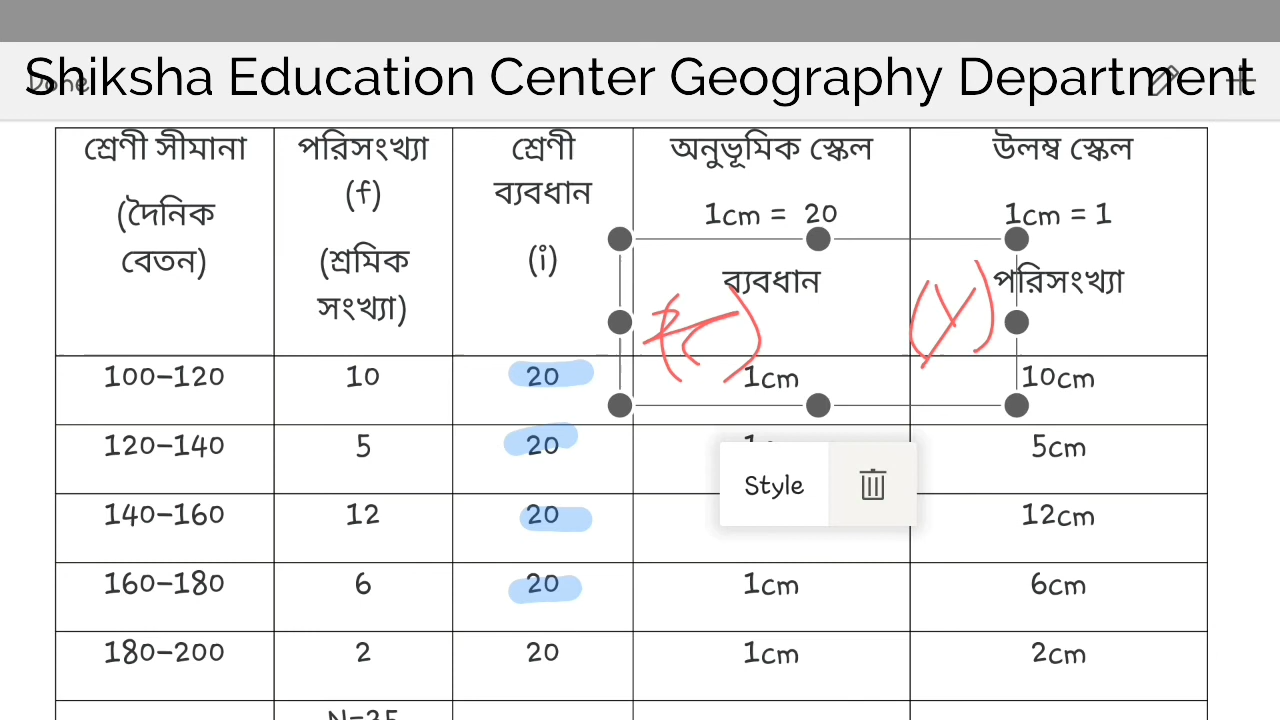 Shiksha Education Center Geography Department
Done
শ্রেণী সীমানা
(দৈনিক
বেতন)
পরিসংখ্যা
(f)
(শ্রমিক
সংখ্যা)
শ্রেণী
ব্যবধান
(i)
অনুভূমিক স্কেল
1cm = 20
ব্যবধান
উলম্ব স্কেল
1cm = 1
পরিসংখ্যা
(Y)
100-120 10 20 1cm 10cm
120-140 5 20 5cm
Style
140-160 12 20 12cm
160-180 6 20 1cm 6cm
180-200 2 20 1cm 2cm
N=35